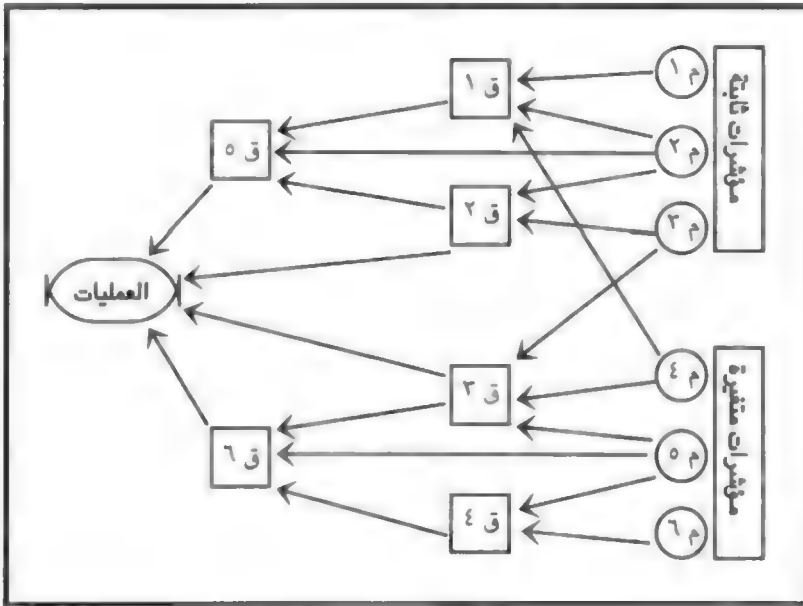 مؤشرات ثابتة
م ١
م ٢
م ٣
ق ١
ق ٢
ق ٥
العمليات
مؤشرات متغيرة
م ٤
م ٥
م ٦
ق ٣
ق ٤
ق ٦